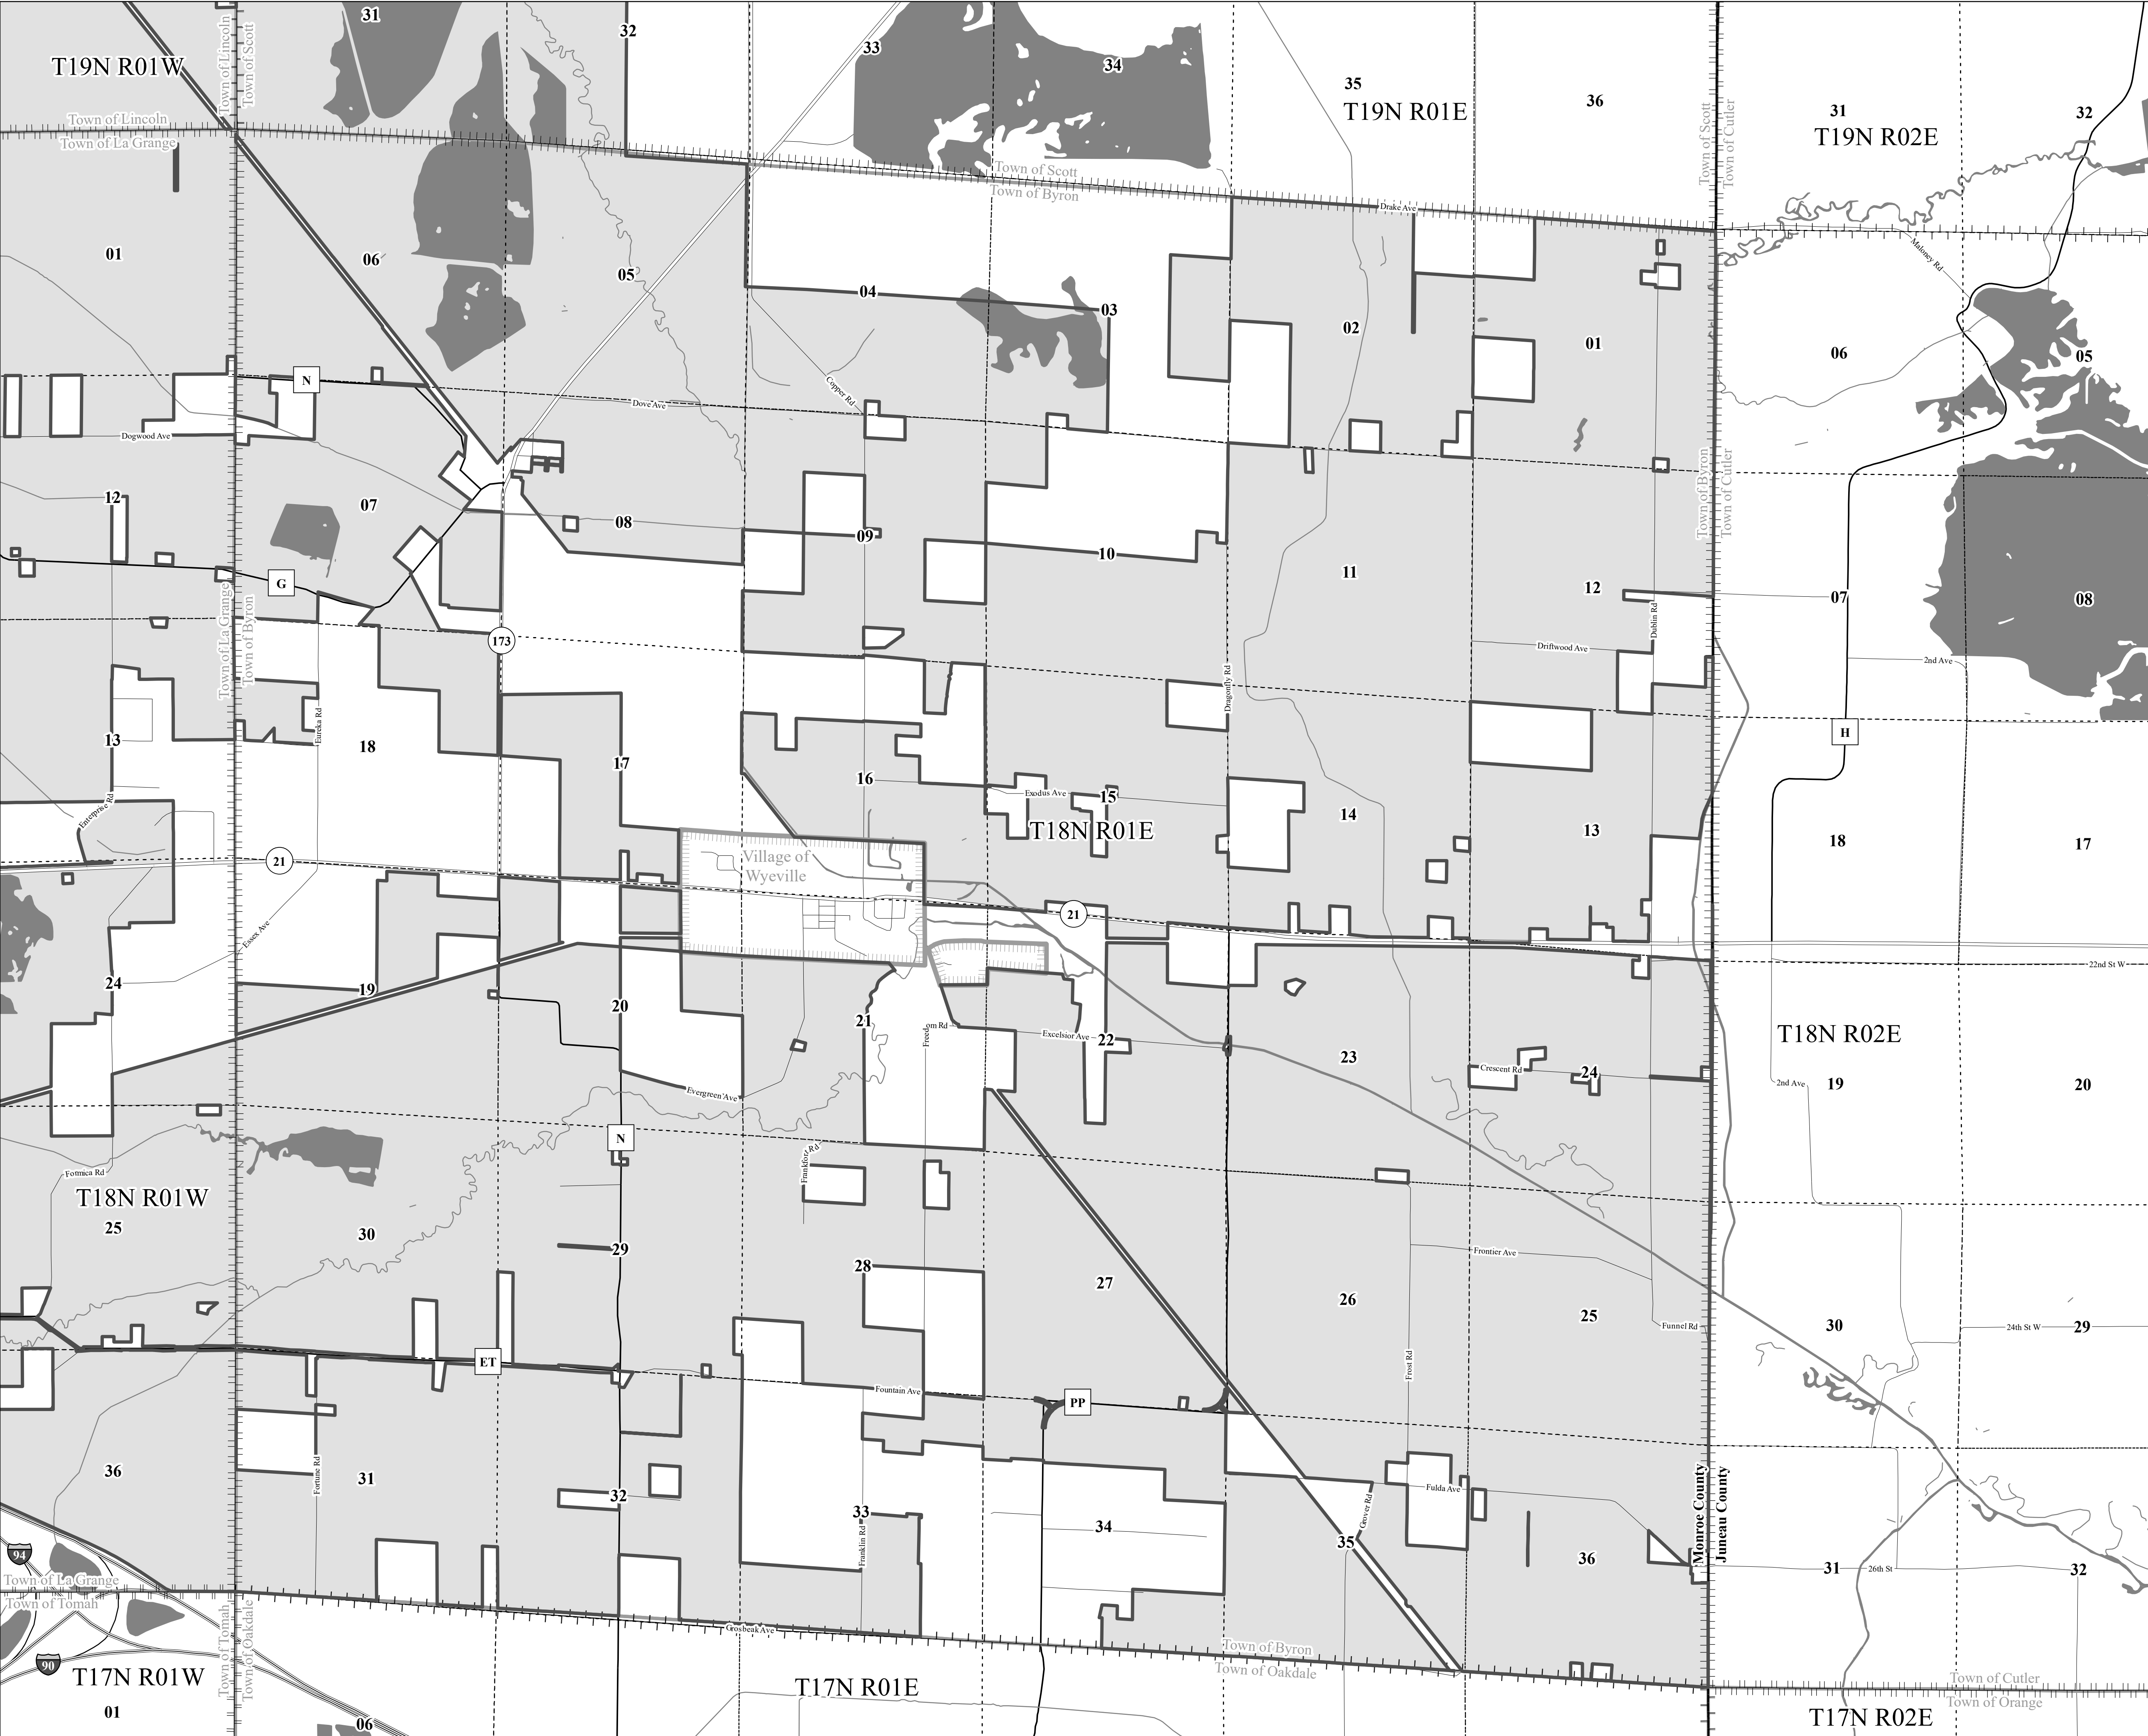 31
32
33
34
35
36
31
32
T19N R01W
T19N R01E
T19N R02E
Town of Lincoln
Town of Scott
Town of Lincoln
Town of La Grange
Town of Scott
Town of Byron
Town of Scott
Town of Cutler
Drake Ave
Maloney Rd
01
06
05
04
03
02
01
06
05
N
Dove Ave
Copper Rd
Dogwood Ave
12
07
08
09
10
11
12
07
08
Town of Byron
Town of Cutler
G
Town of La Grange
Town of Byron
173
Dublin Rd
Driftwood Ave
2nd Ave
Dragonfly Rd
Eureka Rd
H
13
18
17
16
15
14
13
18
17
Enterprise Rd
Exodus Ave
T18N R01E
21
Village of
Wyeville
21
Essex Ave
22nd St W
24
19
20
21
22
23
24
19
20
Freedom Rd
Excelsior Ave
T18N R02E
Crescent Rd
2nd Ave
Evergreen Ave
N
Formica Rd
Frankfort Rd
T18N R01W
25
30
29
28
27
26
25
30
29
Frontier Ave
Funnel Rd
24th St W
ET
Frost Rd
Fountain Ave
PP
36
31
32
33
34
35
36
31
32
Fortune Rd
Fulda Ave
Grover Rd
Franklin Rd
Monroe County
Juneau County
26th St
94
Town of La Grange
Town of Tomah
Town of Tomah
Town of Oakdale
Grosbeak Ave
Town of Byron
Town of Oakdale
90
T17N R01W
T17N R01E
Town of Cutler
Town of Orange
T17N R02E
01
06